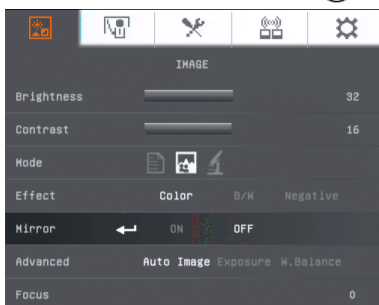 IMAGE
Brightness 32
Contrast 16
Mode
Effect Color B/W Negative
Mirror ON OFF
Advanced Auto Image Exposure W.Balance
Focus 0